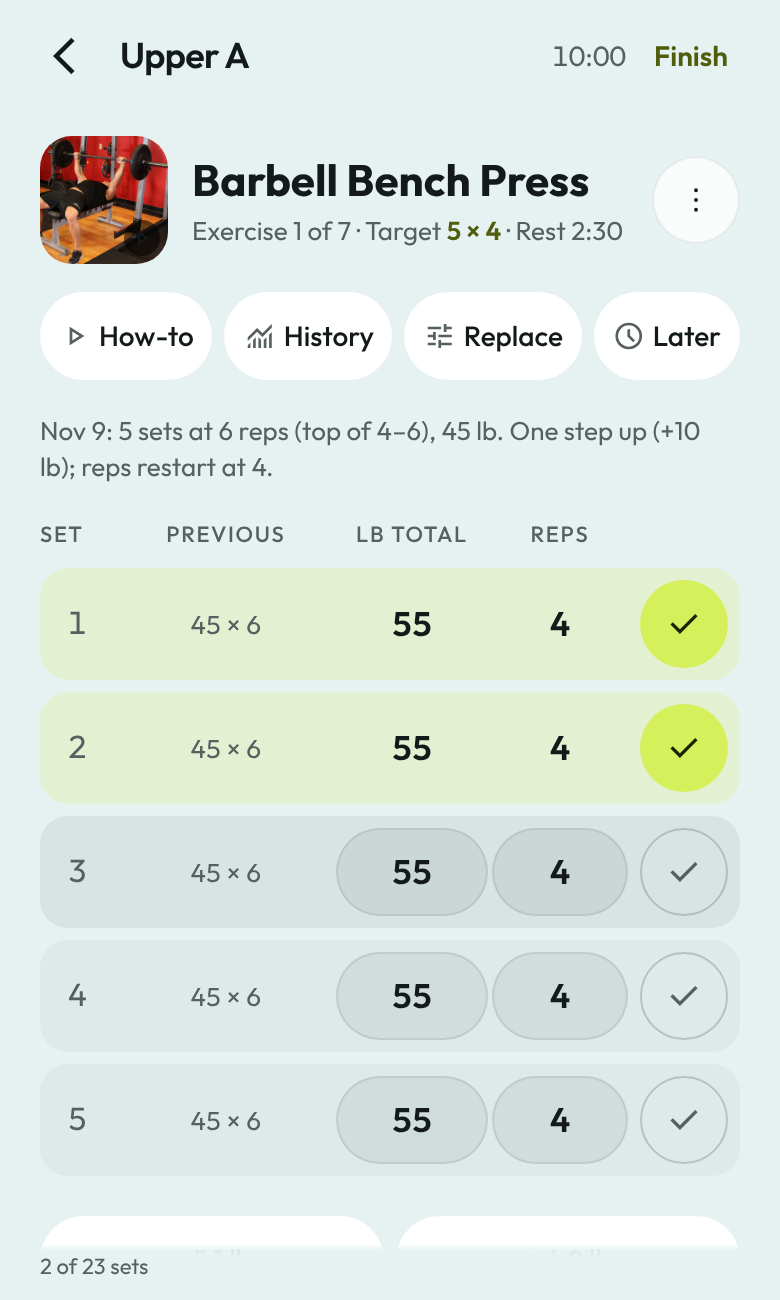 Upper A
10:00 Finish
Barbell Bench Press
Exercise 1 of 7 · Target 5 × 4 · Rest 2:30
How-to
History
Replace
Later
Nov 9: 5 sets at 6 reps (top of 4–6), 45 lb. One step up (+10
lb); reps restart at 4.
SET PREVIOUS LB TOTAL REPS
1 45 × 6 55 4
2 45 × 6 55 4
3 45 × 6 55 4
4 45 × 6 55 4
5 45 × 6 55 4
2 of 23 sets